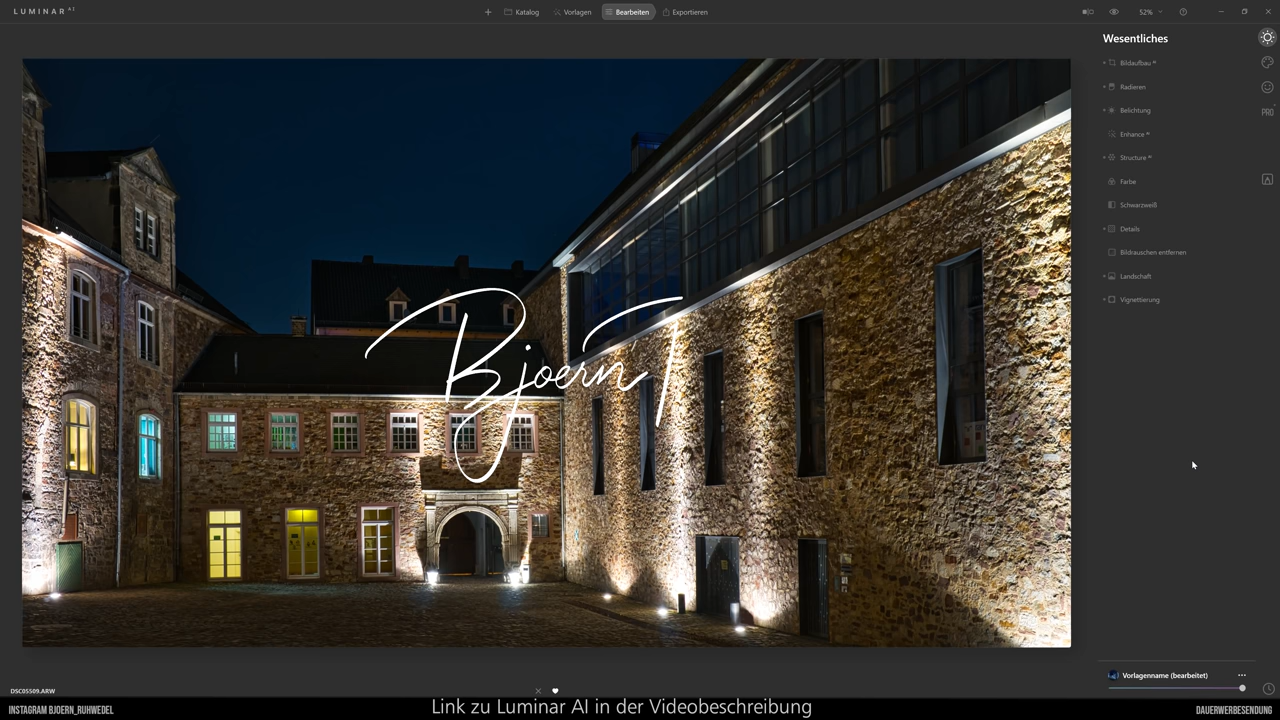 LUMINAR AI
Katalog
Vorlagen
Bearbeiten
Exportieren
52%
Wesentliches
Bildaufbau AI
Radieren
Belichtung
PRO
Enhance AI
Structure AI
Farbe
Schwarzweiß
Details
Bildrauschen entfernen
Landschaft
Vignettierung
Bjoern
Vorlagenname (bearbeitet)
DSC05509.ARW
Link zu Luminar AI in der Videobeschreibung
INSTAGRAM BJOERN_RUHWEDEL
DAUERWERBESENDUNG